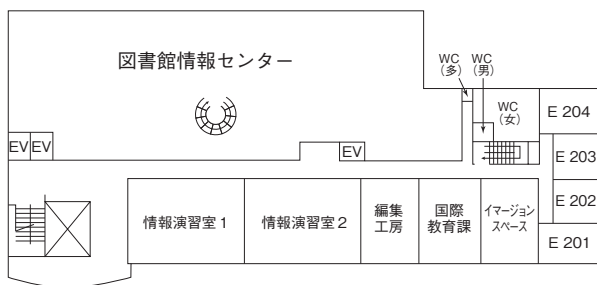 図書館情報センター
WC
(多)
WC
(男)
WC
(女)
E 204
EV
EV
EV
E 203
E 202
E 201
情報演習室 1
情報演習室 2
編集
工房
国際
教育課
イマージョン
スペース